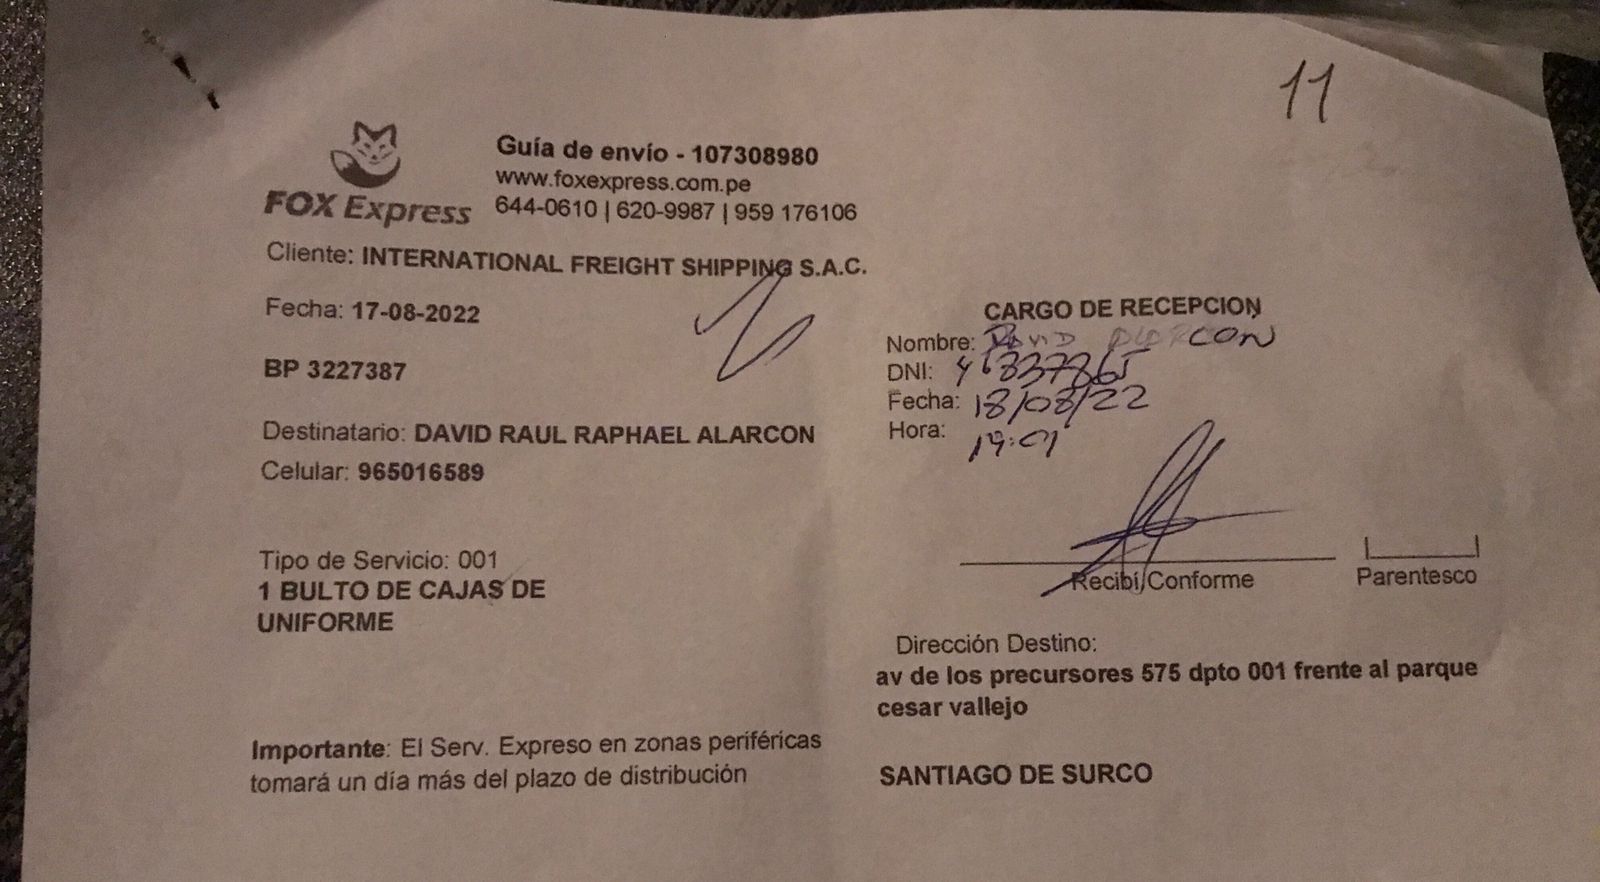 11
Guía de envío - 107308980
www.foxexpress.com.pe
FOX Express
644-0610 | 620-9987 | 959 176106
Cliente: INTERNATIONAL FREIGHT SHIPPING S.A.C.
Fecha: 17-08-2022
BP 3227387
Destinatario: DAVID RAUL RAPHAEL ALARCON
Celular: 965016589
Tipo de Servicio: 001
1 BULTO DE CAJAS DE
UNIFORME
Importante: El Serv. Expreso en zonas periféricas
tomará un día más del plazo de distribución
CARGO DE RECEPCION
Nombre: DAVID ALARCON
DNI: 46837865
Fecha: 18/08/22
Hora: 19:01
Recibí Conforme
Parentesco
Dirección Destino:
av de los precursores 575 dpto 001 frente al parque
cesar vallejo
SANTIAGO DE SURCO